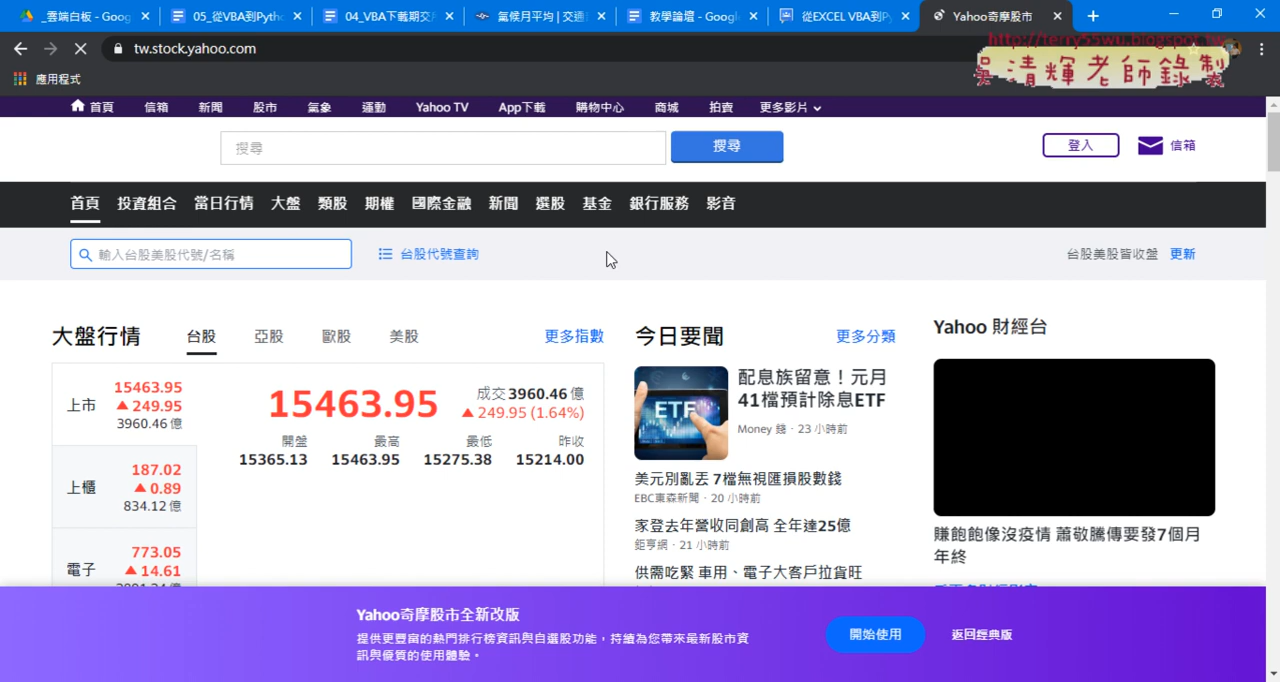 _雲端白板 - Goog
05_從VBA到Pytho
04_VBA下載期交
氣候月平均 | 交通
教學論壇 - Google
從EXCEL VBA到Py
Yahoo奇摩股市
tw.stock.yahoo.com
http://terry55wu.blogspot.tw
吳清輝老師錄製
應用程式
首頁 信箱 新聞 股市 氣象 運動 Yahoo TV App下載 購物中心 商城 拍賣 更多影片
搜尋 搜尋 登入 信箱
首頁 投資組合 當日行情 大盤 類股 期權 國際金融 新聞 選股 基金 銀行服務 影音
輸入台股美股代號/名稱 台股代號查詢 台股美股皆收盤 更新
大盤行情 台股 亞股 歐股 美股 更多指數
上市 15463.95
▲249.95
3960.46 億
15463.95 成交 3960.46 億
▲249.95 (1.64%)
開盤 最高 最低 昨收
15365.13 15463.95 15275.38 15214.00
上櫃 187.02
▲0.89
834.12 億
電子 773.05
▲14.61
今日要聞 更多分類
ETF
配息族留意！元月
41檔預計除息ETF
Money 錢 · 23 小時前
美元別亂丟 7檔無視匯損股數錢
EBC東森新聞 · 20 小時前
家登去年營收同創高 全年達25億
鉅亨網 · 21 小時前
供需吃緊 車用、電子大客戶拉貨旺
Yahoo 財經台
賺飽飽像沒疫情 蕭敬騰傳要發7個月
年終
Yahoo奇摩股市全新改版
提供更豐富的熱門排行榜資訊與自選股功能，持續為您帶來最新股市資
訊與優質的使用體驗。
開始使用 返回經典版